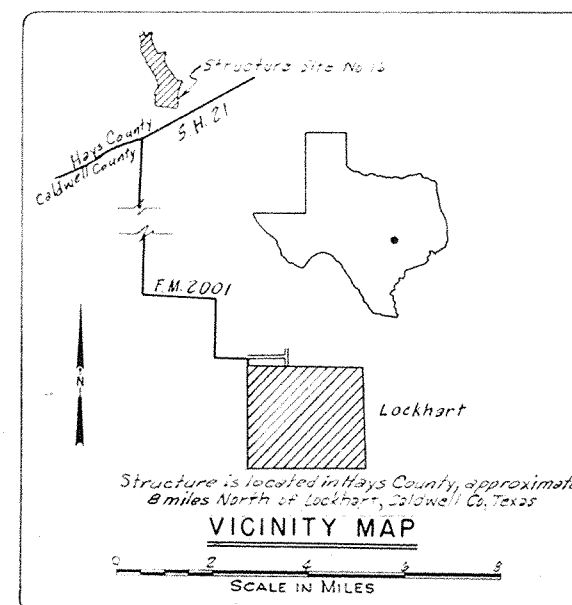 Structure Site No. 16
S.H. 21
Hays County
Caldwell County
F.M. 2001
N
Lockhart
Structure is located in Hays County, approximat
8 miles North of Lockhart, Caldwell Co., Texas
VICINITY MAP
0 2 4 6 8
SCALE IN MILES